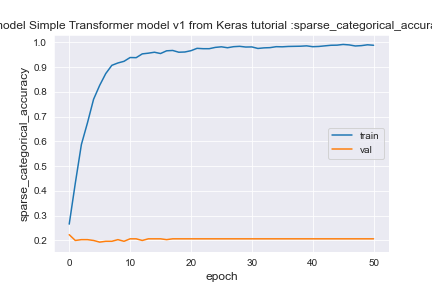 model Simple Transformer model v1 from Keras tutorial :sparse_categorical_accura
1.0
0.9
0.8
0.7
0.6
0.5
0.4
0.3
0.2
sparse_categorical_accuracy
train
val
0 10 20 30 40 50
epoch